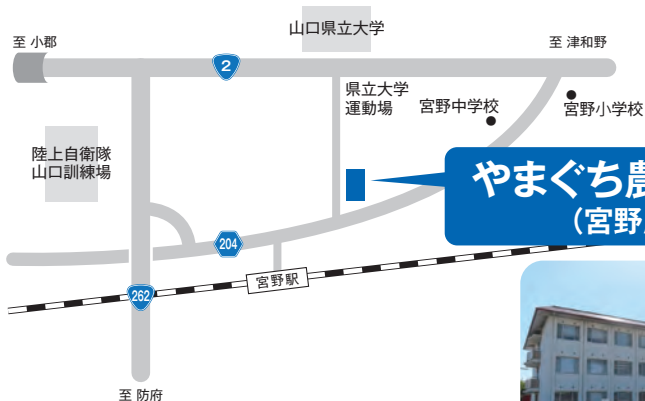 山口県立大学
至 小郡
至 津和野
2
県立大学
運動場
宮野中学校
宮野小学校
陸上自衛隊
山口訓練場
やまぐち農
（宮野
204
宮野駅
262
至 防府